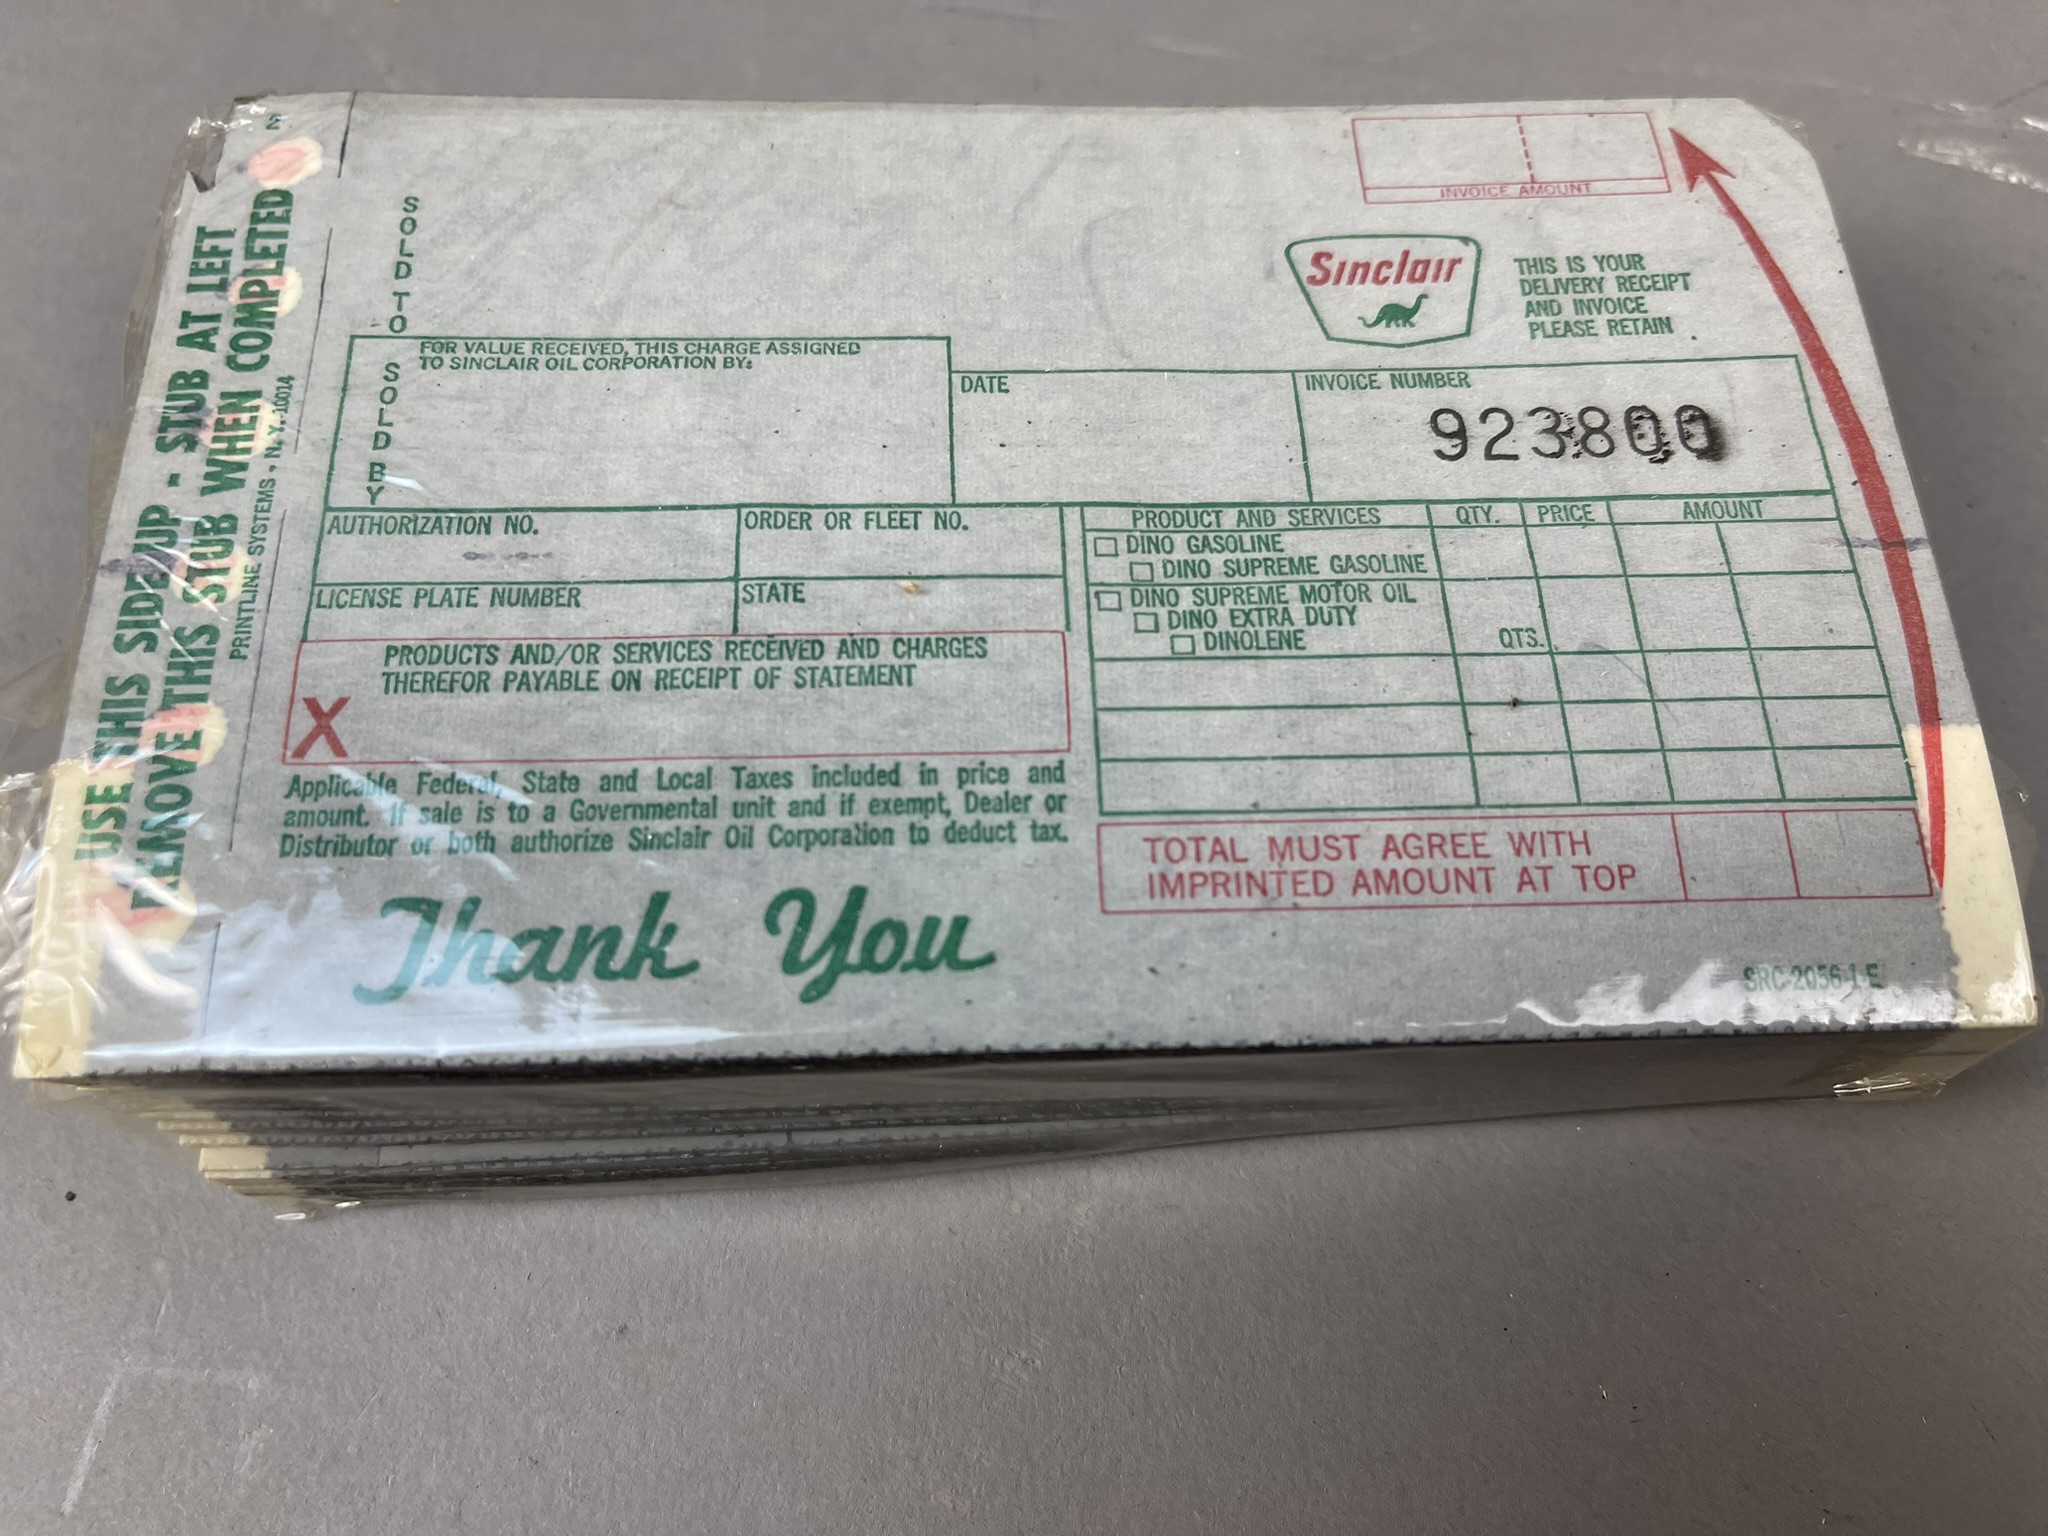 USE THIS SIDE UP - STUB AT LEFT
REMOVE THIS STUB WHEN COMPLETED
PRINTLINE SYSTEMS • N. Y. 10014
SOLD TO
INVOICE AMOUNT
Sinclair
THIS IS YOUR
DELIVERY RECEIPT
AND INVOICE
PLEASE RETAIN
SOLD BY
FOR VALUE RECEIVED, THIS CHARGE ASSIGNED
TO SINCLAIR OIL CORPORATION BY:
DATE
INVOICE NUMBER
923800
AUTHORIZATION NO.
ORDER OR FLEET NO.
LICENSE PLATE NUMBER
STATE
PRODUCTS AND/OR SERVICES RECEIVED AND CHARGES
THEREFOR PAYABLE ON RECEIPT OF STATEMENT
X
Applicable Federal, State and Local Taxes included in price and
amount. If sale is to a Governmental unit and if exempt, Dealer or
Distributor or both authorize Sinclair Oil Corporation to deduct tax.
Thank You
PRODUCT AND SERVICES QTY. PRICE AMOUNT
DINO GASOLINE
DINO SUPREME GASOLINE
DINO SUPREME MOTOR OIL
DINO EXTRA DUTY
DINOLENE QTS.
TOTAL MUST AGREE WITH
IMPRINTED AMOUNT AT TOP
SRC-2056-1-E